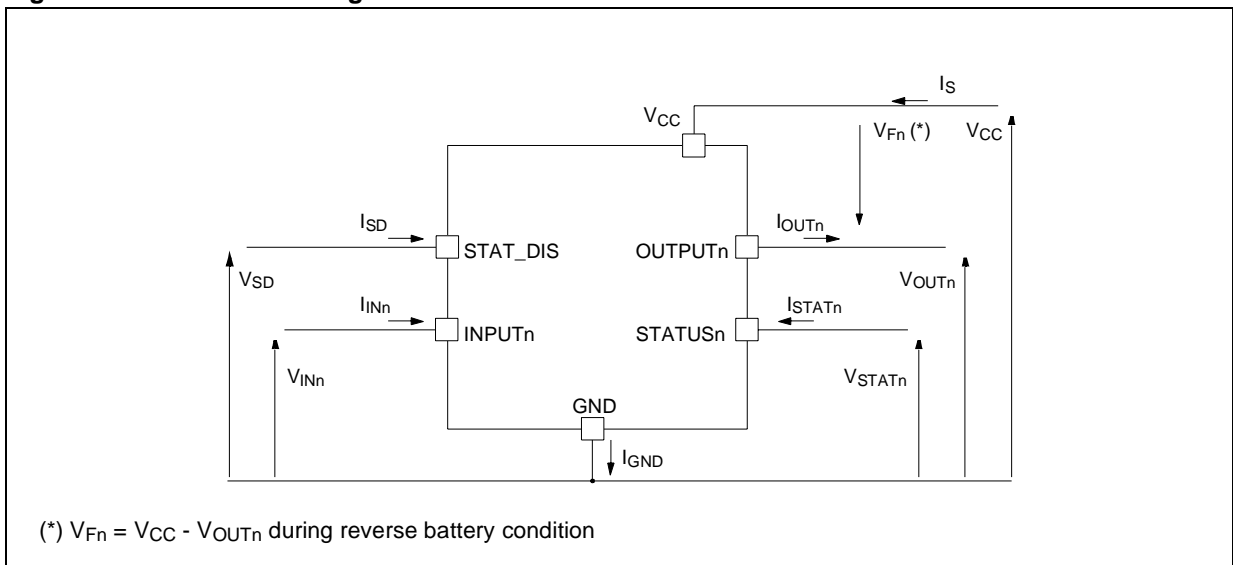 IS
VCC
VFn (*)
VCC
ISD
STAT_DIS
OUTPUTn
IOUTn
VSD
VOUTn
IINn
INPUTn
STATUSn
ISTATn
VINn
VSTATn
GND
IGND
(*) VFn = VCC - VOUTn during reverse battery condition